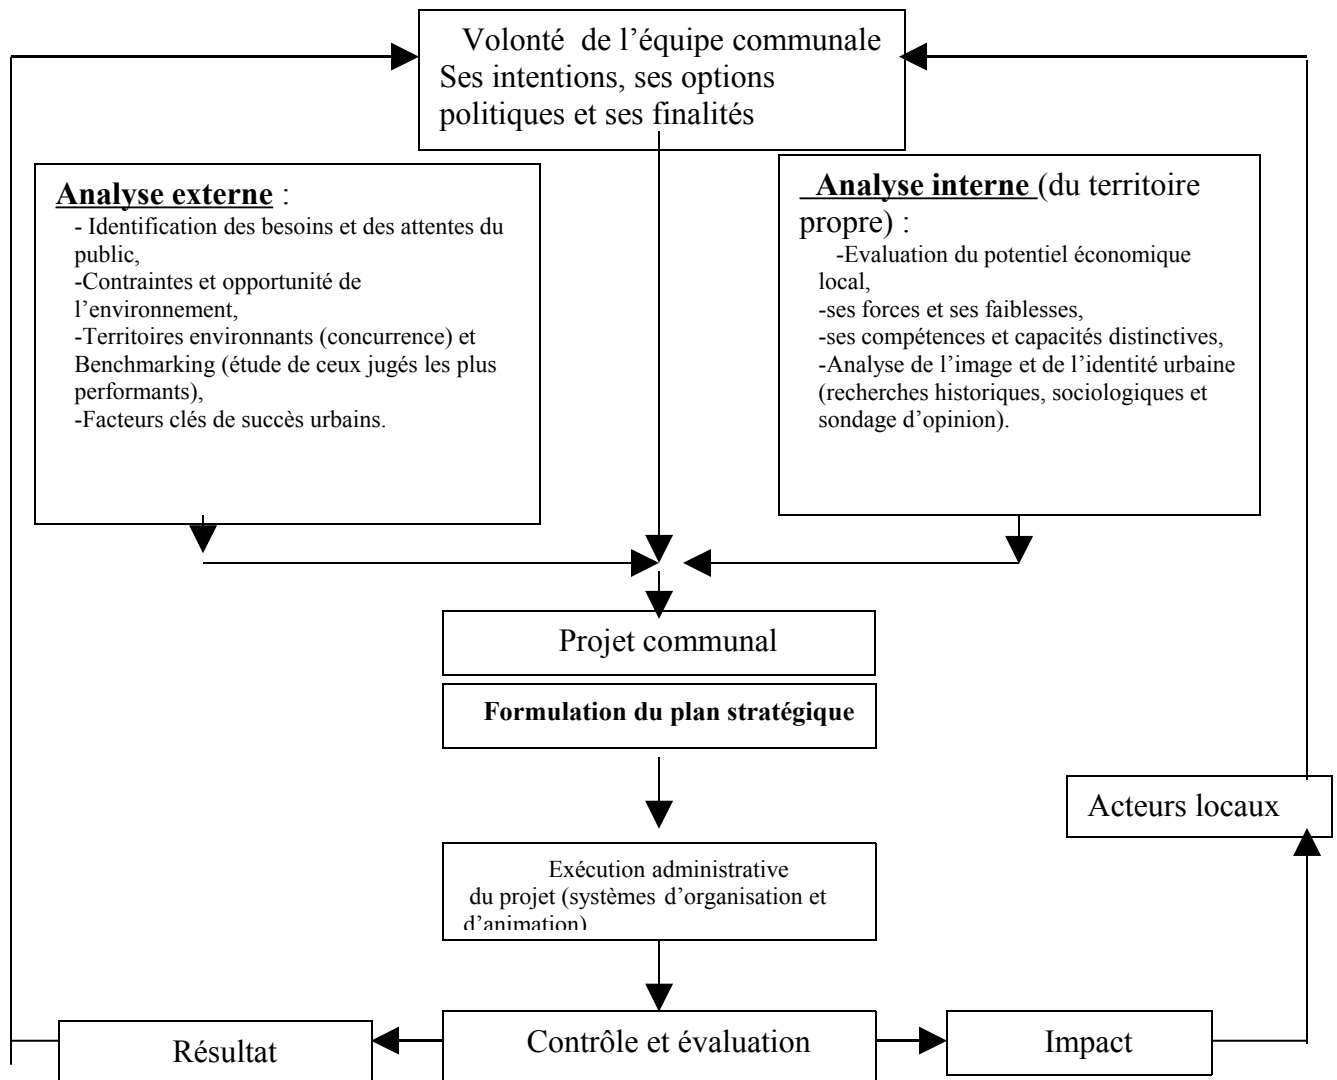 Volonté de l’équipe communale
Ses intentions, ses options
politiques et ses finalités
Analyse externe :
- Identification des besoins et des attentes du
public,
-Contraintes et opportunité de
l’environnement,
-Territoires environnants (concurrence) et
Benchmarking (étude de ceux jugés les plus
performants),
-Facteurs clés de succès urbains.
Analyse interne (du territoire
propre) :
-Evaluation du potentiel économique
local,
-ses forces et ses faiblesses,
-ses compétences et capacités distinctives,
-Analyse de l’image et de l’identité urbaine
(recherches historiques, sociologiques et
sondage d’opinion).
Projet communal
Formulation du plan stratégique
Acteurs locaux
Exécution administrative
du projet (systèmes d’organisation et
d’animation)
Résultat
Contrôle et évaluation
Impact